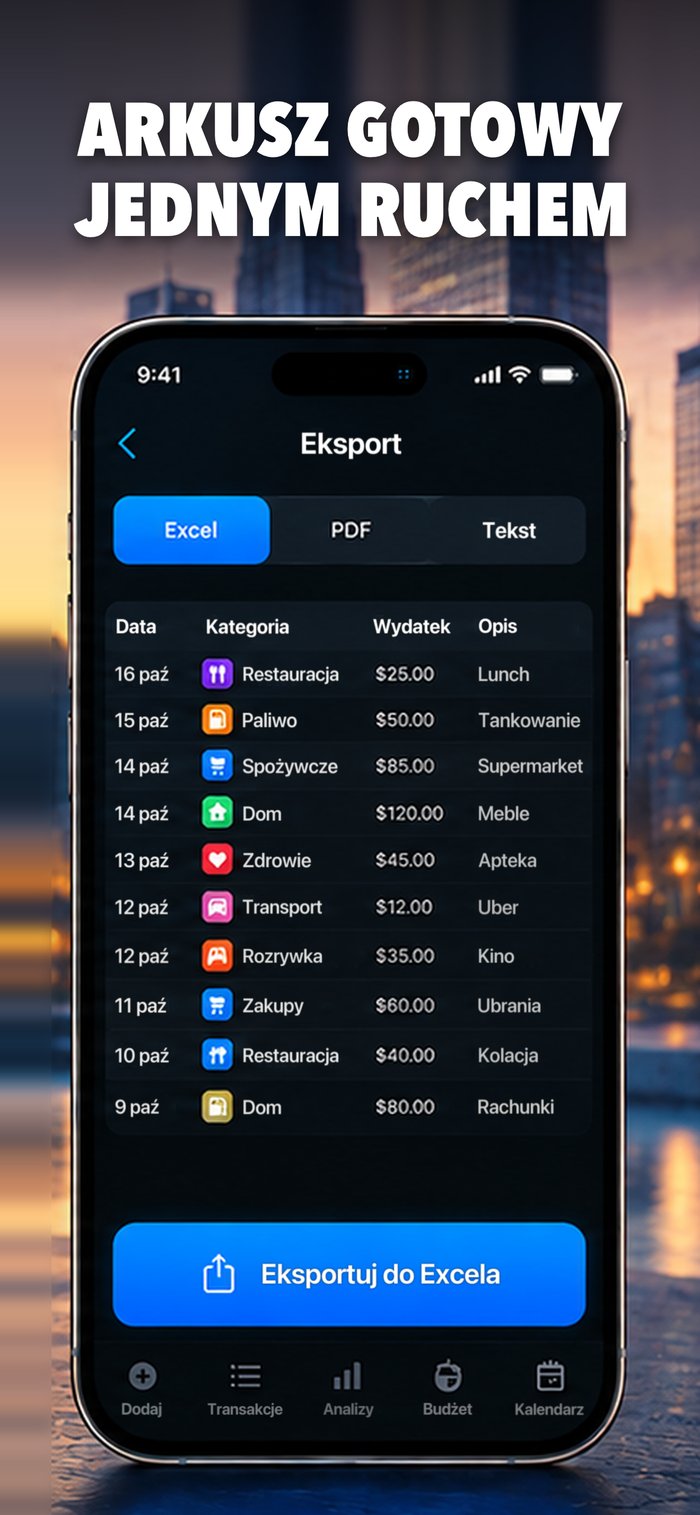 ARKUSZ GOTOWY
JEDNYM RUCHEM
9:41
Eksport
Excel PDF Tekst
Data Kategoria Wydatek Opis
16 paź Restauracja $25.00 Lunch
15 paź Paliwo $50.00 Tankowanie
14 paź Spożywcze $85.00 Supermarket
14 paź Dom $120.00 Meble
13 paź Zdrowie $45.00 Apteka
12 paź Transport $12.00 Uber
12 paź Rozrywka $35.00 Kino
11 paź Zakupy $60.00 Ubrania
10 paź Restauracja $40.00 Kolacja
9 paź Dom $80.00 Rachunki
Eksportuj do Excela
Dodaj Transakcje Analizy Budżet Kalendarz